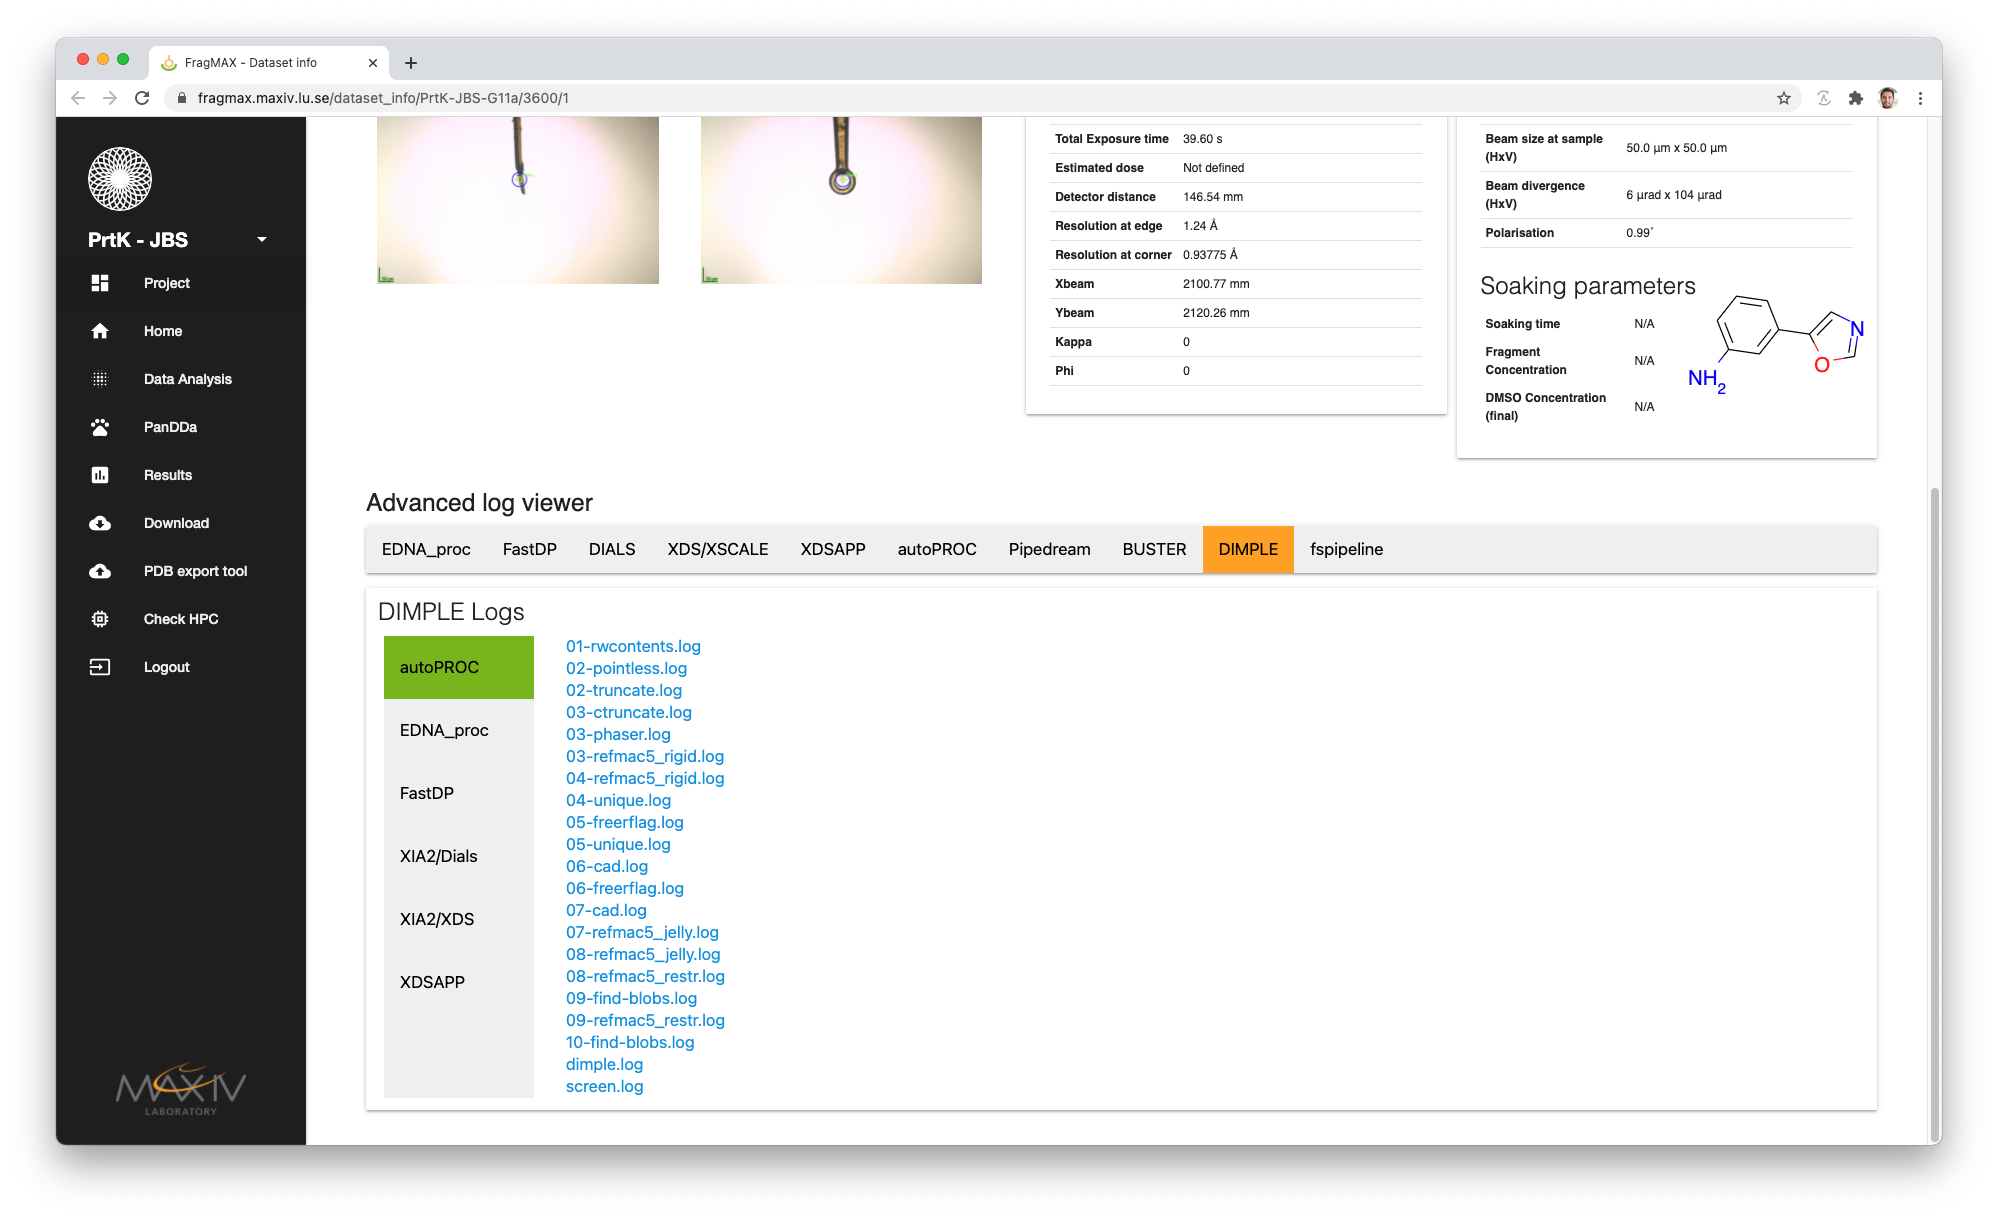 FragMAX - Dataset info
fragmax.maxiv.lu.se/dataset_info/PrtK-JBS-G11a/3600/1
PrtK - JBS
Project
Home
Data Analysis
PanDDa
Results
Download
PDB export tool
Check HPC
Logout
MAXIV
LABORATORY
Total Exposure time 39.60 s
Estimated dose Not defined
Detector distance 146.54 mm
Resolution at edge 1.24 Å
Resolution at corner 0.93775 Å
Xbeam 2100.77 mm
Ybeam 2120.26 mm
Kappa 0
Phi 0
Beam size at sample
(HxV) 50.0 µm x 50.0 µm
Beam divergence
(HxV) 6 µrad x 104 µrad
Polarisation 0.99°
Soaking parameters
Soaking time N/A
Fragment
Concentration N/A
DMSO Concentration
(final) N/A
N
O
NH2
Advanced log viewer
EDNA_proc FastDP DIALS XDS/XSCALE XDSAPP autoPROC Pipedream BUSTER DIMPLE fspipeline
DIMPLE Logs
autoPROC
EDNA_proc
FastDP
XIA2/Dials
XIA2/XDS
XDSAPP
01-rwcontents.log
02-pointless.log
02-truncate.log
03-ctruncate.log
03-phaser.log
03-refmac5_rigid.log
04-refmac5_rigid.log
04-unique.log
05-freerflag.log
05-unique.log
06-cad.log
06-freerflag.log
07-cad.log
07-refmac5_jelly.log
08-refmac5_jelly.log
08-refmac5_restr.log
09-find-blobs.log
09-refmac5_restr.log
10-find-blobs.log
dimple.log
screen.log